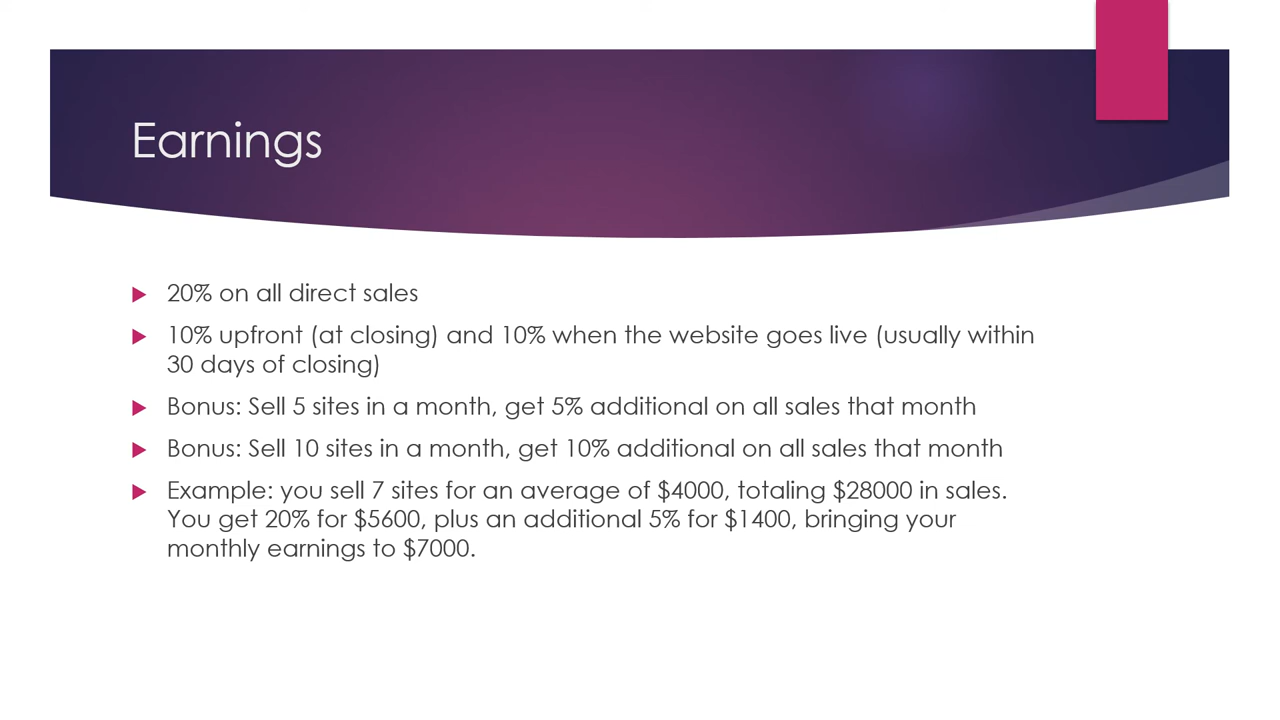 Earnings
20% on all direct sales
10% upfront (at closing) and 10% when the website goes live (usually within
30 days of closing)
Bonus: Sell 5 sites in a month, get 5% additional on all sales that month
Bonus: Sell 10 sites in a month, get 10% additional on all sales that month
Example: you sell 7 sites for an average of $4000, totaling $28000 in sales.
You get 20% for $5600, plus an additional 5% for $1400, bringing your
monthly earnings to $7000.